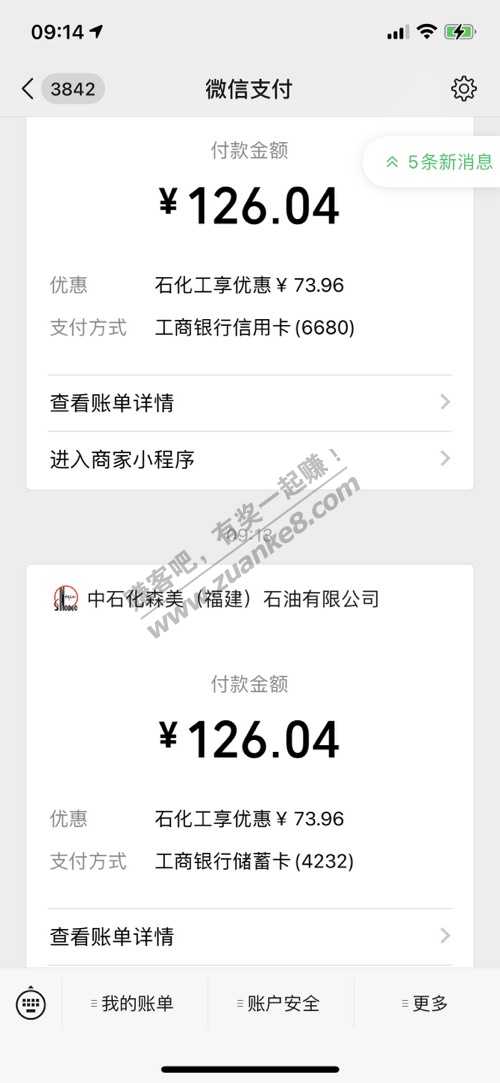 09:14
3842
微信支付
5条新消息
付款金额
¥126.04
优惠 石化工享优惠¥73.96
支付方式 工商银行信用卡(6680)
查看账单详情
进入商家小程序
赚客吧,有奖一起赚!
www.zuanke8.com
09:13
中石化森美(福建)石油有限公司
付款金额
¥126.04
优惠 石化工享优惠¥73.96
支付方式 工商银行储蓄卡(4232)
查看账单详情
我的账单 账户安全 更多